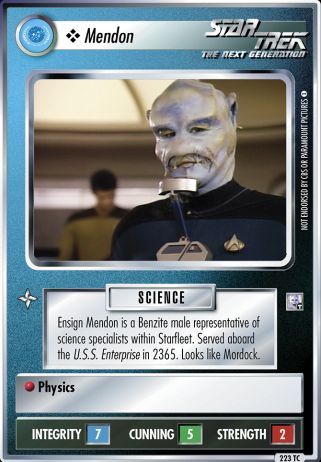 ❖ Mendon
STAR TREK
THE NEXT GENERATION
NOT ENDORSED BY CBS OR PARAMOUNT PICTURES
SCIENCE
Ensign Mendon is a Benzite male representative of
science specialists within Starfleet. Served aboard
the U.S.S. Enterprise in 2365. Looks like Mordock.
Physics
INTEGRITY 7 CUNNING 5 STRENGTH 2
223 TC